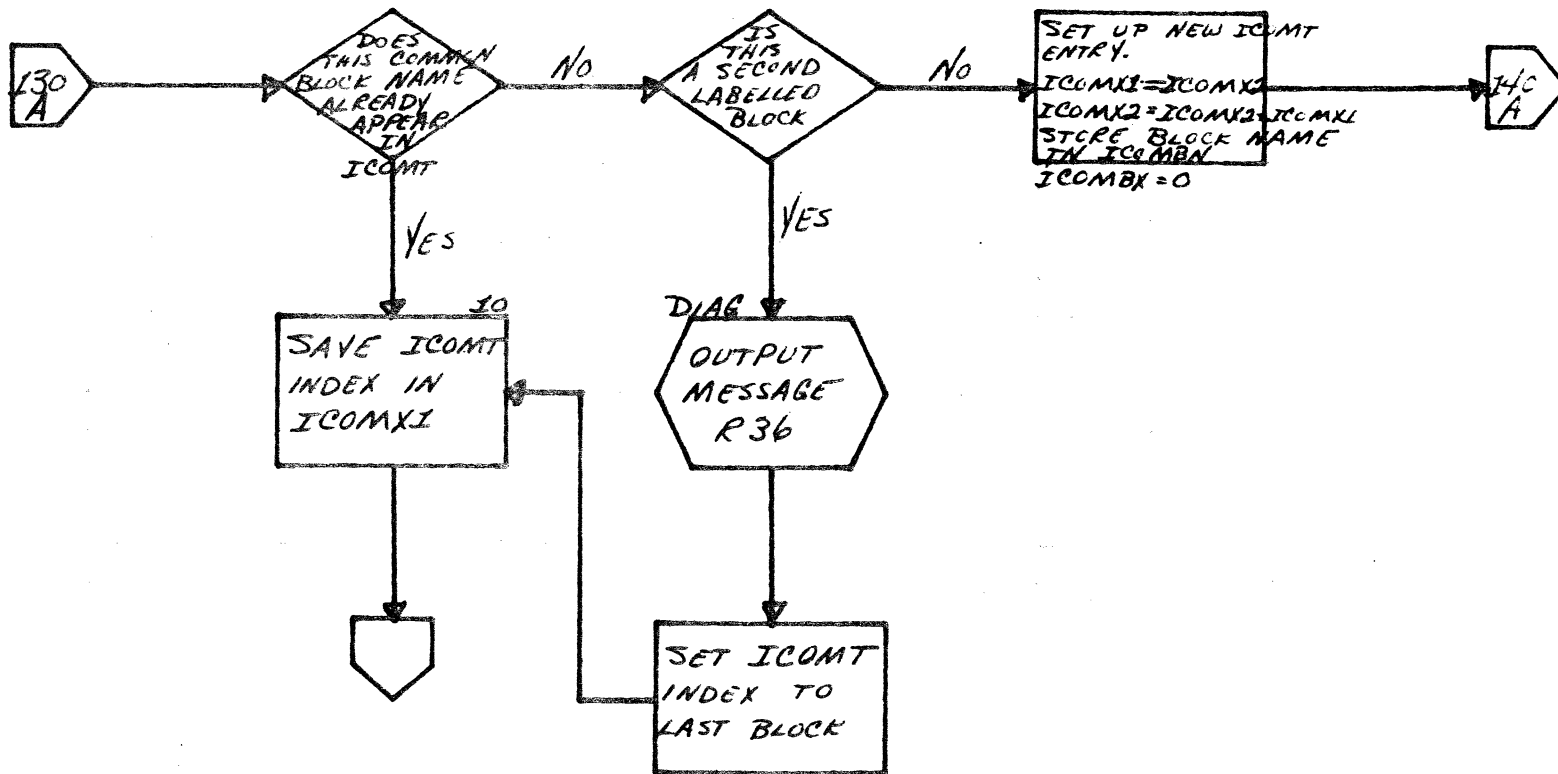 130
A
DOES
THIS COMMON
BLOCK NAME
ALREADY
APPEAR
IN
ICOMT
NO
IS
THIS
A SECOND
LABELLED
BLOCK
NO
SET UP NEW ICOMT
ENTRY.
ICOMX1=ICOMX2
ICOMX2=ICOMX2+ICOMXL
STORE BLOCK NAME
IN ICOMBN
ICOMBX=0
140
A
YES
YES
10
SAVE ICOMT
INDEX IN
ICOMX1
DIAG
OUTPUT
MESSAGE
R36
SET ICOMT
INDEX TO
LAST BLOCK